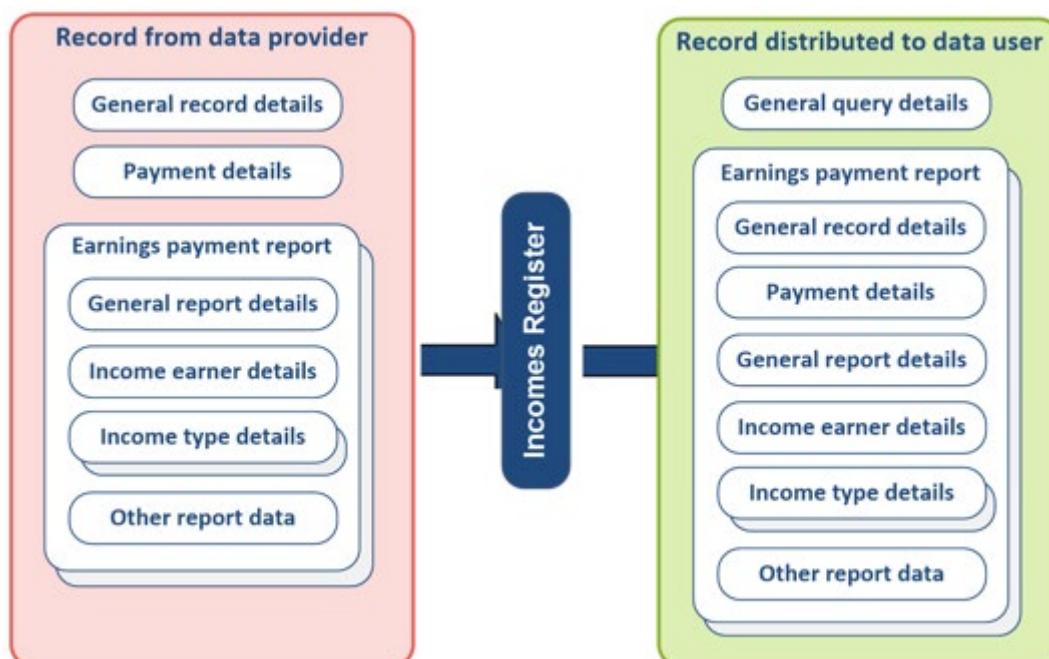 Record from data provider
General record details
Payment details
Earnings payment report
General report details
Income earner details
Income type details
Other report data
Incomes Register
Record distributed to data user
General query details
Earnings payment report
General record details
Payment details
General report details
Income earner details
Income type details
Other report data